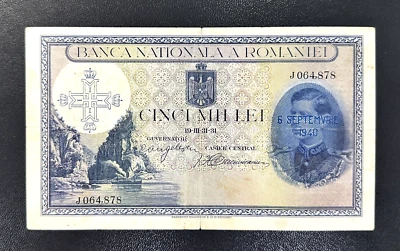 BANCA NATIONALA A ROMANIEI
J064.878
CINCI MII LEI
19-III-31-31
GUVERNATOR
CASIER CENTRAL
6 SEPTEMVRIE
1940
J064.878